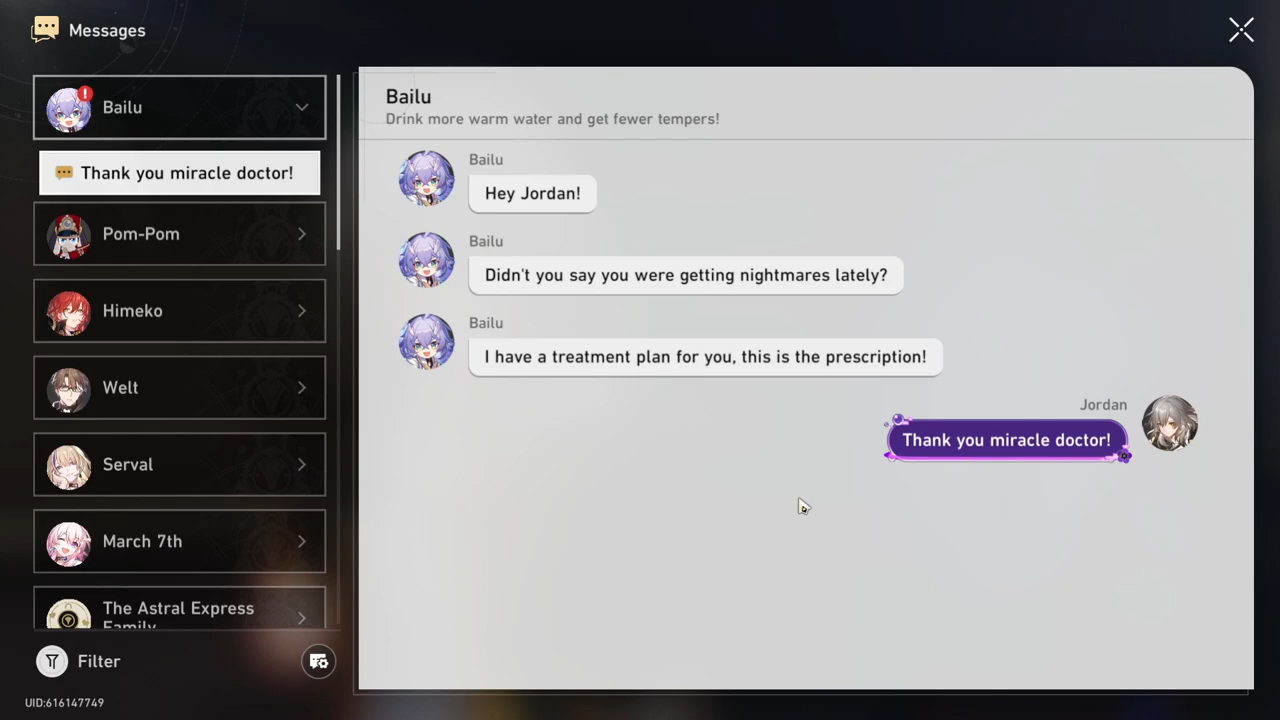 Messages
Bailu
Thank you miracle doctor!
Pom-Pom
Himeko
Welt
Serval
March 7th
The Astral Express
Family
Filter
UID:616147749
Bailu
Drink more warm water and get fewer tempers!
Bailu
Hey Jordan!
Bailu
Didn't you say you were getting nightmares lately?
Bailu
I have a treatment plan for you, this is the prescription!
Jordan
Thank you miracle doctor!